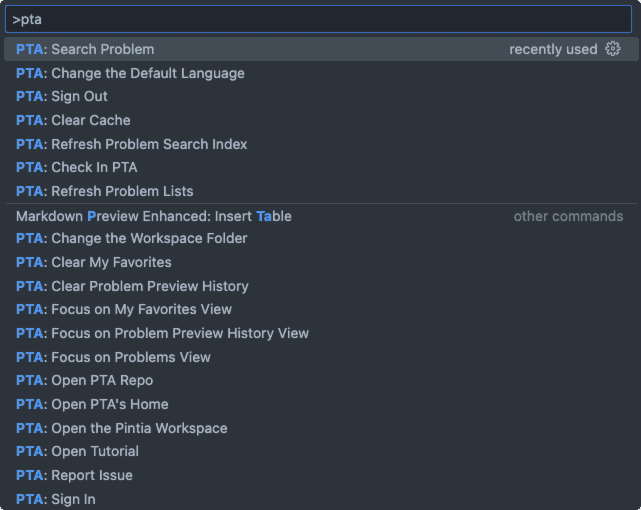 >pta
PTA: Search Problem recently used
PTA: Change the Default Language
PTA: Sign Out
PTA: Clear Cache
PTA: Refresh Problem Search Index
PTA: Check In PTA
PTA: Refresh Problem Lists
Markdown Preview Enhanced: Insert Table other commands
PTA: Change the Workspace Folder
PTA: Clear My Favorites
PTA: Clear Problem Preview History
PTA: Focus on My Favorites View
PTA: Focus on Problem Preview History View
PTA: Focus on Problems View
PTA: Open PTA Repo
PTA: Open PTA's Home
PTA: Open the Pintia Workspace
PTA: Open Tutorial
PTA: Report Issue
PTA: Sign In